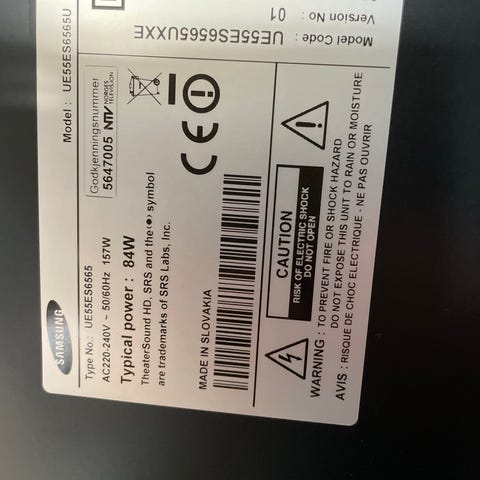 SAMSUNG
Model : UE55ES6565U
Type No.: UE55ES6565
AC220-240V ~ 50/60Hz 157W
Typical power : 84W
TheaterSound HD, SRS and the(●) symbol
are trademarks of SRS Labs, Inc.
MADE IN SLOVAKIA
Godkjenningsnummer
5647005 NTV NORGES
TELEVISJON
CE
Model Code : UE55ES6565UXXE
Version No : 01
CAUTION
RISK OF ELECTRIC SHOCK
DO NOT OPEN
WARNING : TO PREVENT FIRE OR SHOCK HAZARD
DO NOT EXPOSE THIS UNIT TO RAIN OR MOISTURE
AVIS : RISQUE DE CHOC ELECTRIQUE - NE PAS OUVRIR